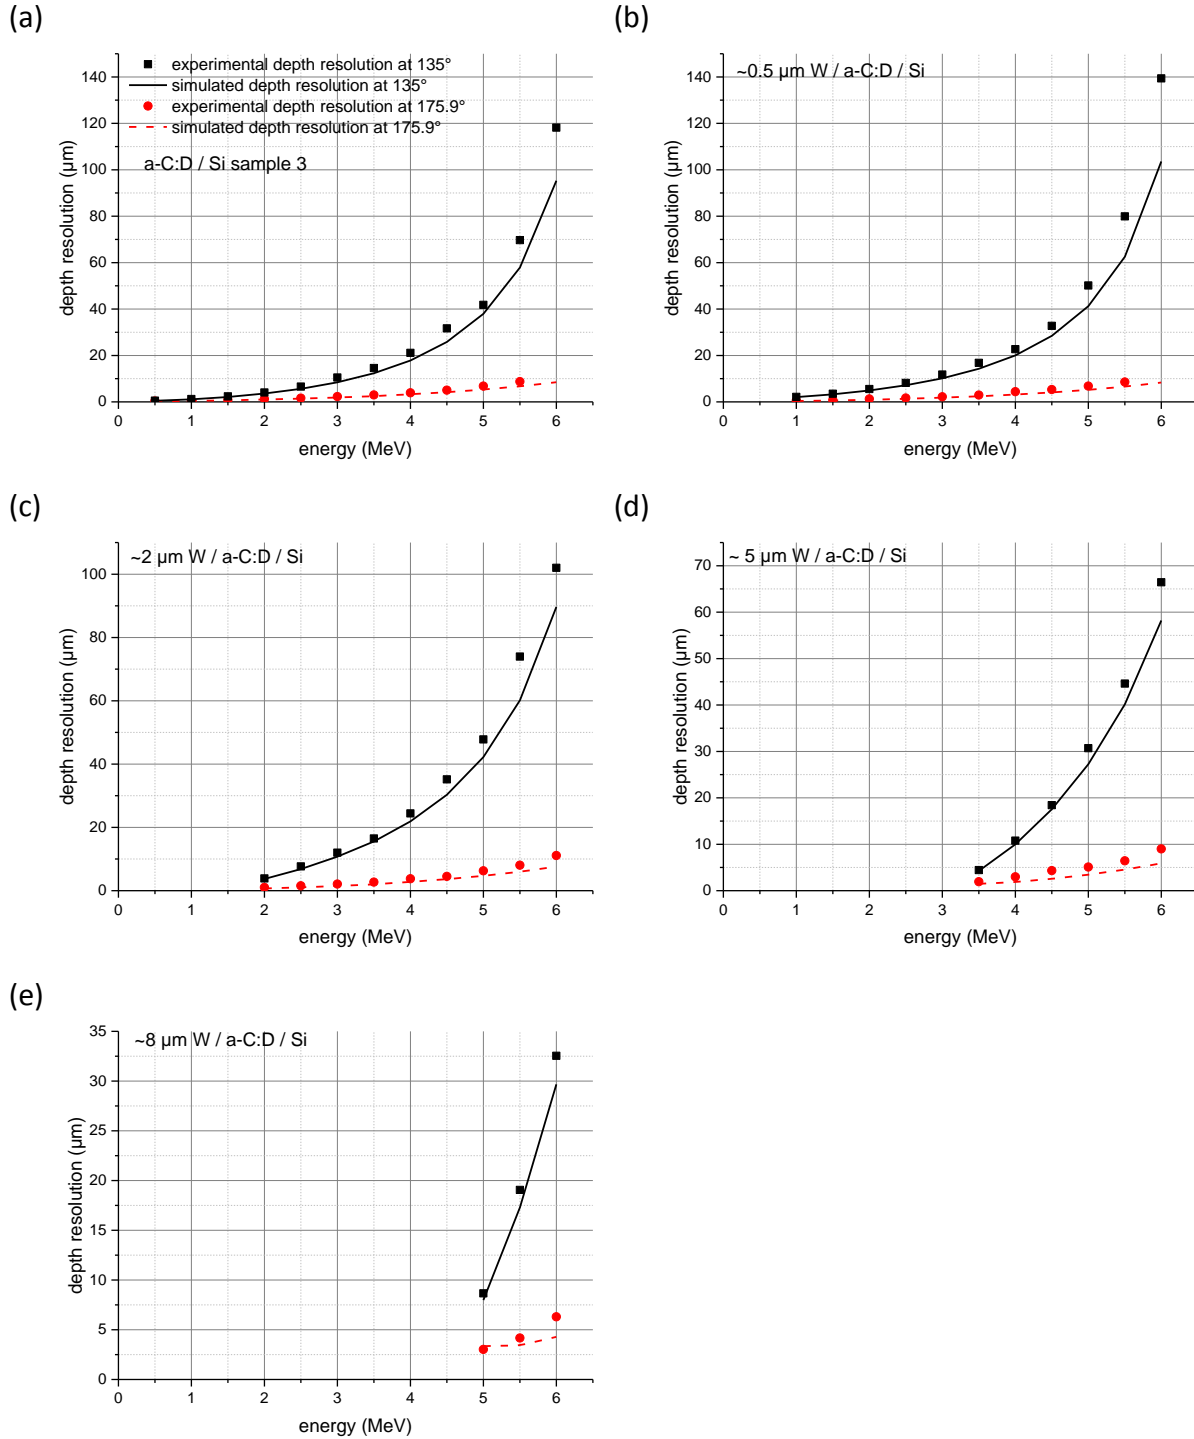 (a)
140
120
100
80
60
40
20
0
depth resolution (µm)
experimental depth resolution at 135°
simulated depth resolution at 135°
experimental depth resolution at 175.9°
simulated depth resolution at 175.9°
a-C:D / Si sample 3
0 1 2 3 4 5 6
energy (MeV)
(b)
140
120
100
80
60
40
20
0
depth resolution (µm)
~0.5 µm W / a-C:D / Si
0 1 2 3 4 5 6
energy (MeV)
(c)
100
80
60
40
20
0
depth resolution (µm)
~2 µm W / a-C:D / Si
0 1 2 3 4 5 6
energy (MeV)
(d)
70
60
50
40
30
20
10
0
depth resolution (µm)
~ 5 µm W / a-C:D / Si
0 1 2 3 4 5 6
energy (MeV)
(e)
35
30
25
20
15
10
5
0
depth resolution (µm)
~8 µm W / a-C:D / Si
0 1 2 3 4 5 6
energy (MeV)